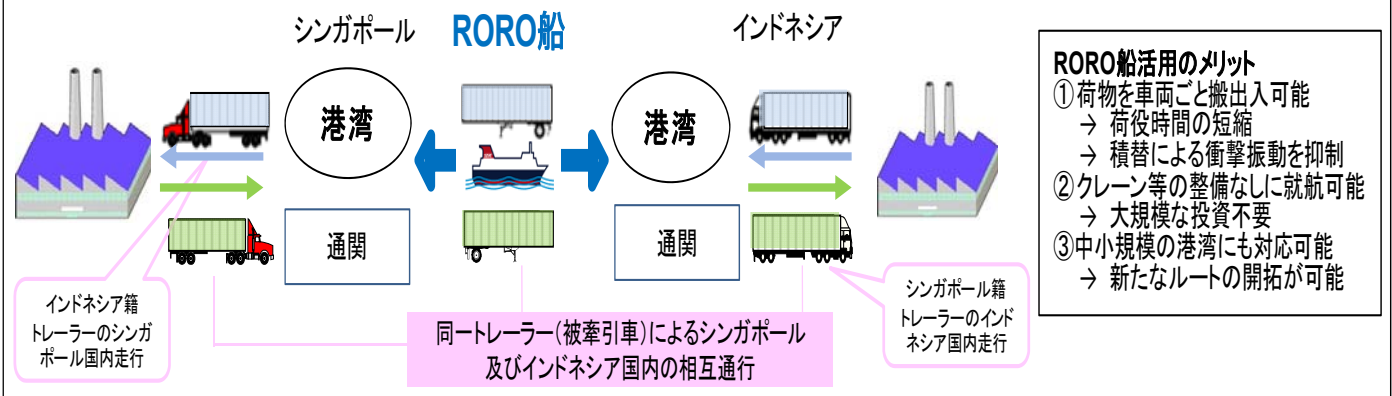 シンガポール
RORO船
インドネシア
港湾
港湾
通関
通関
インドネシア籍
トレーラーのシンガ
ポール国内走行
同一トレーラー(被牽引車)によるシンガポール
及びインドネシア国内の相互通行
シンガポール籍
トレーラーのインド
ネシア国内走行
RORO船活用のメリット
①荷物を車両ごと搬出入可能
→ 荷役時間の短縮
→ 積替による衝撃振動を抑制
②クレーン等の整備なしに就航可能
→ 大規模な投資不要
③中小規模の港湾にも対応可能
→ 新たなルートの開拓が可能